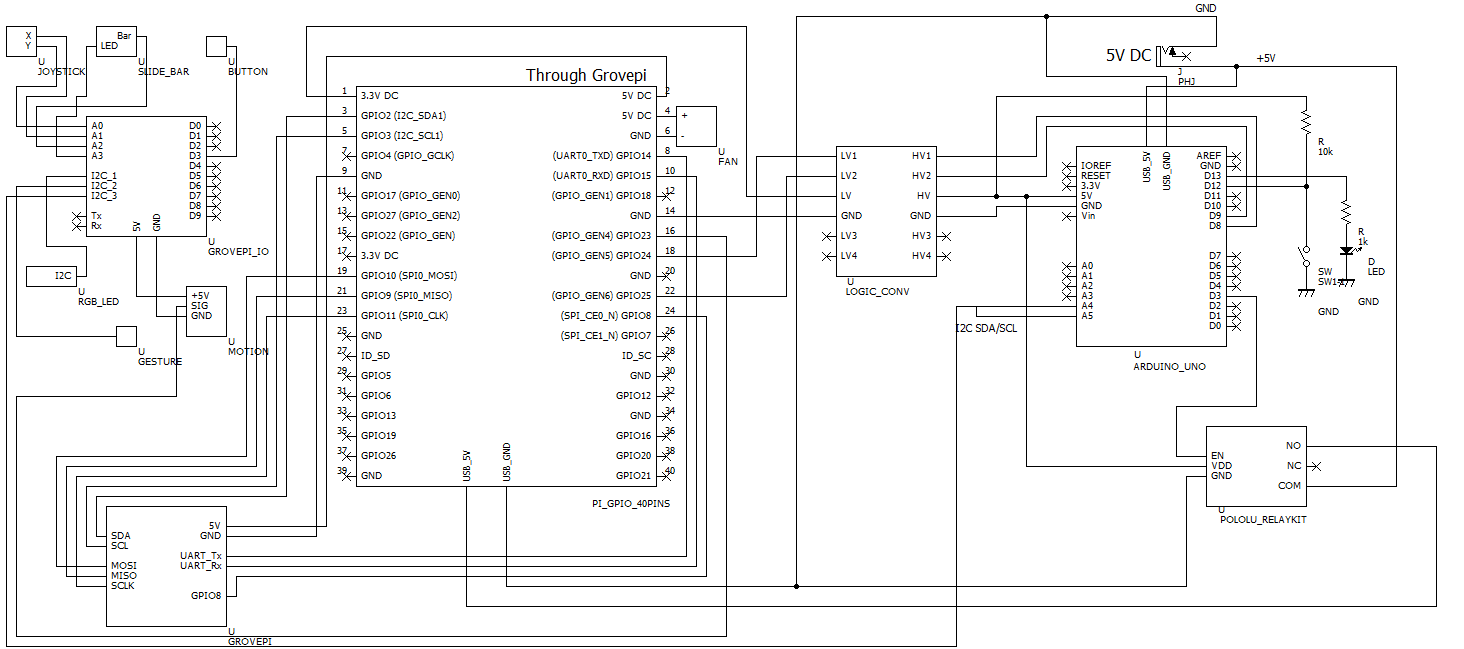 GND
5V DC
+5V
J
PHJ
X
Y
U
JOYSTICK
Bar
LED
U
SLIDE_BAR
U
BUTTON
A0
A1
A2
A3
I2C_1
I2C_2
I2C_3
Tx
Rx
5V
GND
D0
D1
D2
D3
D4
D5
D6
D7
D8
D9
U
GROVEPI_IO
I2C
U
RGB_LED
U
GESTURE
+5V
SIG
GND
U
MOTION
Through Grovepi
1 3.3V DC
3 GPIO2 (I2C_SDA1)
5 GPIO3 (I2C_SCL1)
7 GPIO4 (GPIO_GCLK)
9 GND
11 GPIO17 (GPIO_GEN0)
13 GPIO27 (GPIO_GEN2)
15 GPIO22 (GPIO_GEN)
17 3.3V DC
19 GPIO10 (SPI0_MOSI)
21 GPIO9 (SPI0_MISO)
23 GPIO11 (SPI0_CLK)
25 GND
27 ID_SD
29 GPIO5
31 GPIO6
33 GPIO13
35 GPIO19
37 GPIO26
39 GND
5V DC 2
5V DC 4
GND 6
(UART0_TXD) GPIO14 8
(UART0_RXD) GPIO15 10
(GPIO_GEN1) GPIO18 12
GND 14
(GPIO_GEN4) GPIO23 16
(GPIO_GEN5) GPIO24 18
GND 20
(GPIO_GEN6) GPIO25 22
(SPI_CE0_N) GPIO8 24
(SPI_CE1_N) GPIO7 26
ID_SC 28
GND 30
GPIO12 32
GND 34
GPIO16 36
GPIO20 38
GPIO21 40
USB_5V
USB_GND
PI_GPIO_40PINS
+
-
U
FAN
SDA
SCL
MOSI
MISO
SCLK
5V
GND
UART_Tx
UART_Rx
GPIO8
U
GROVEPI
LV1
LV2
LV
GND
LV3
LV4
HV1
HV2
HV
GND
HV3
HV4
U
LOGIC_CONV
USB_5V
USB_GND
IOREF
RESET
3.3V
5V
GND
Vin
A0
A1
A2
A3
A4
A5
AREF
GND
D13
D12
D11
D10
D9
D8
D7
D6
D5
D4
D3
D2
D1
D0
I2C SDA/SCL
U
ARDUINO_UNO
R
10k
R
1k
SW
SW1
D
LED
GND
GND
EN
VDD
GND
NO
NC
COM
U
POLOLU_RELAYKIT